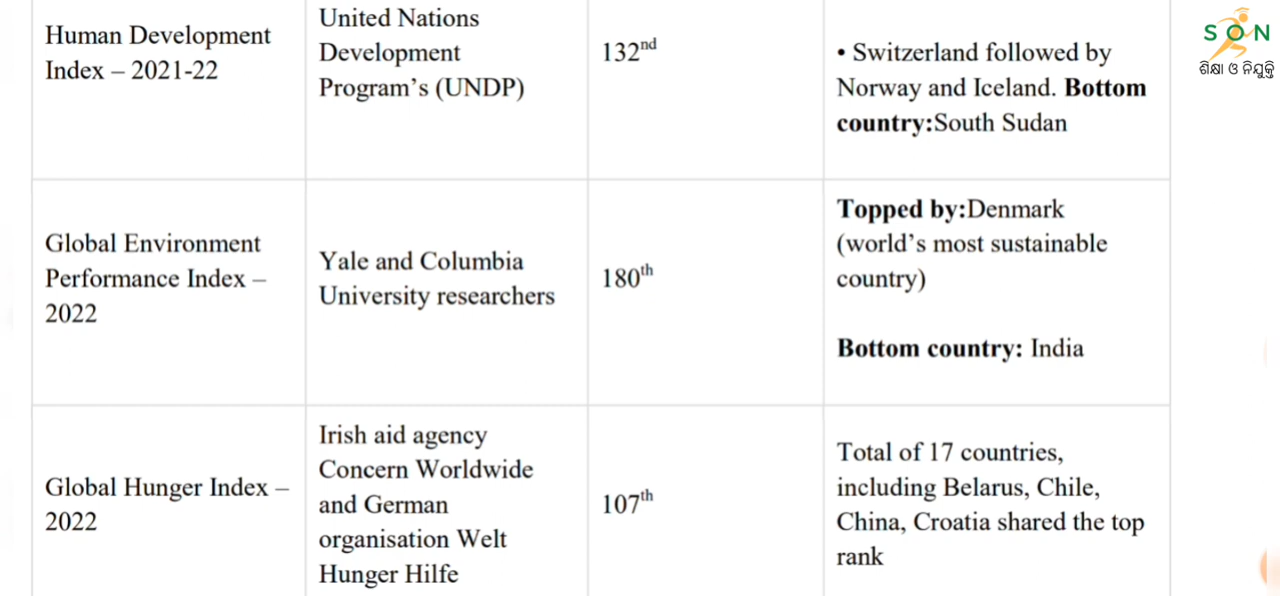 Human Development
Index – 2021-22
United Nations
Development
Program’s (UNDP)
132nd
• Switzerland followed by
Norway and Iceland. Bottom
country:South Sudan
Global Environment
Performance Index –
2022
Yale and Columbia
University researchers
180th
Topped by:Denmark
(world’s most sustainable
country)
Bottom country: India
Global Hunger Index –
2022
Irish aid agency
Concern Worldwide
and German
organisation Welt
Hunger Hilfe
107th
Total of 17 countries,
including Belarus, Chile,
China, Croatia shared the top
rank
SON
ଶିକ୍ଷା ଓ ନିଯୁକ୍ତି